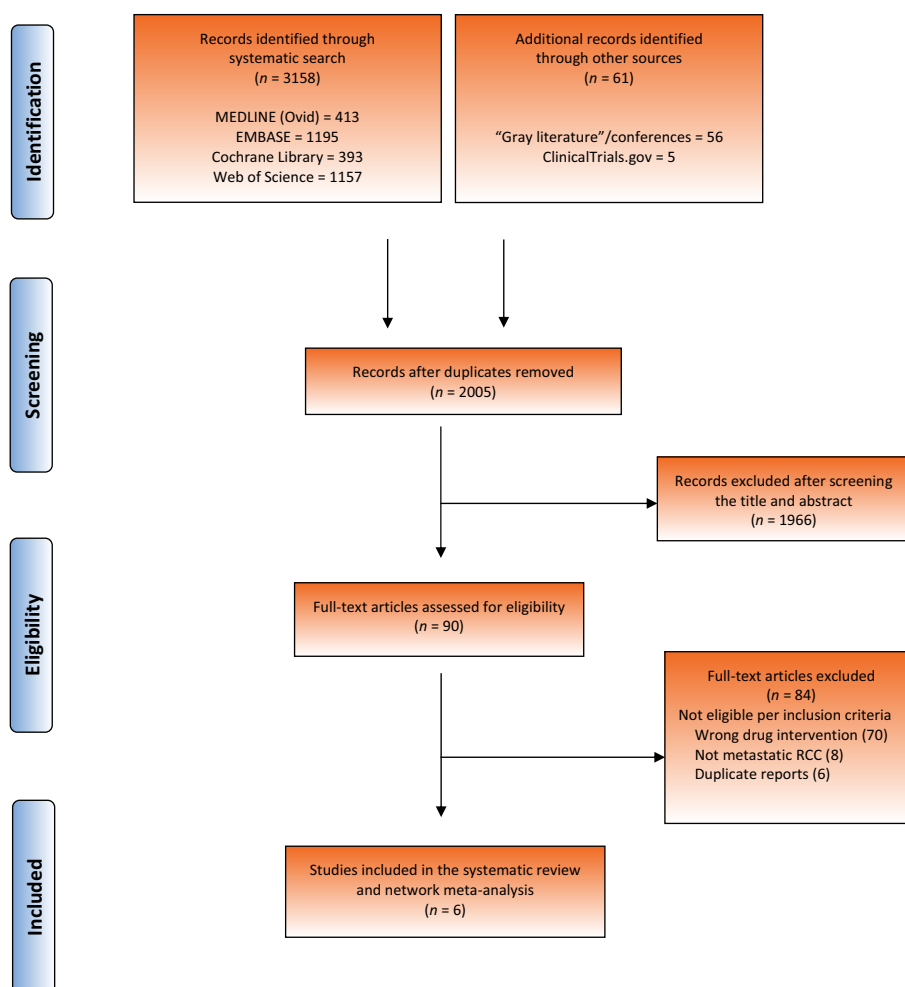 Identification
Records identified through
systematic search
(n = 3158)
MEDLINE (Ovid) = 413
EMBASE = 1195
Cochrane Library = 393
Web of Science = 1157
Additional records identified
through other sources
(n = 61)
“Gray literature”/conferences = 56
ClinicalTrials.gov = 5
Screening
Records after duplicates removed
(n = 2005)
Records excluded after screening
the title and abstract
(n = 1966)
Eligibility
Full-text articles assessed for eligibility
(n = 90)
Full-text articles excluded
(n = 84)
Not eligible per inclusion criteria
Wrong drug intervention (70)
Not metastatic RCC (8)
Duplicate reports (6)
Included
Studies included in the systematic review
and network meta-analysis
(n = 6)